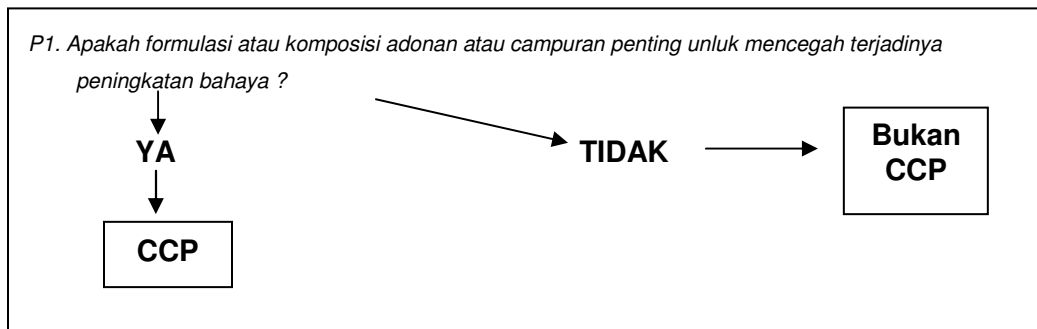 P1. Apakah formulasi atau komposisi adonan atau campuran penting unluk mencegah terjadinya
peningkatan bahaya ?
YA
TIDAK
Bukan
CCP
CCP